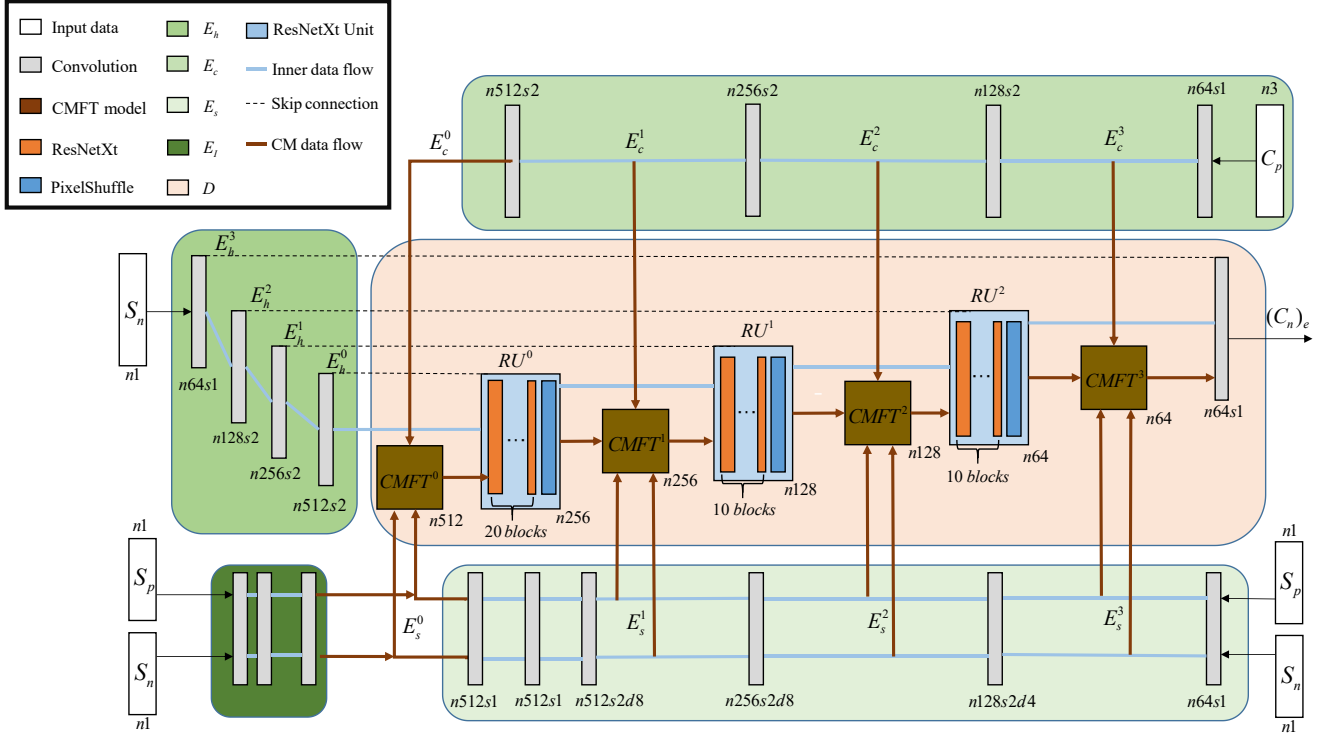 Input data
E_h
ResNetXt Unit
Convolution
E_c
Inner data flow
CMFT model
E_s
Skip connection
ResNetXt
E_l
CM data flow
PixelShuffle
D
n512s2
n256s2
n128s2
n64s1
n3
E_c^0
E_c^1
E_c^2
E_c^3
C_p
E_h^3
S_n
n1
n64s1
E_h^2
n128s2
E_h^1
n256s2
E_h^0
n512s2
CMFT^0
n512
RU^0
...
20 blocks
n256
CMFT^1
n256
RU^1
...
10 blocks
n128
CMFT^2
n128
RU^2
...
10 blocks
n64
CMFT^3
n64
n64s1
(C_n)_e
n1
S_p
S_n
n1
E_s^0
E_s^1
E_s^2
E_s^3
n512s1
n512s1
n512s2d8
n256s2d8
n128s2d4
n64s1
n1
S_p
S_n
n1